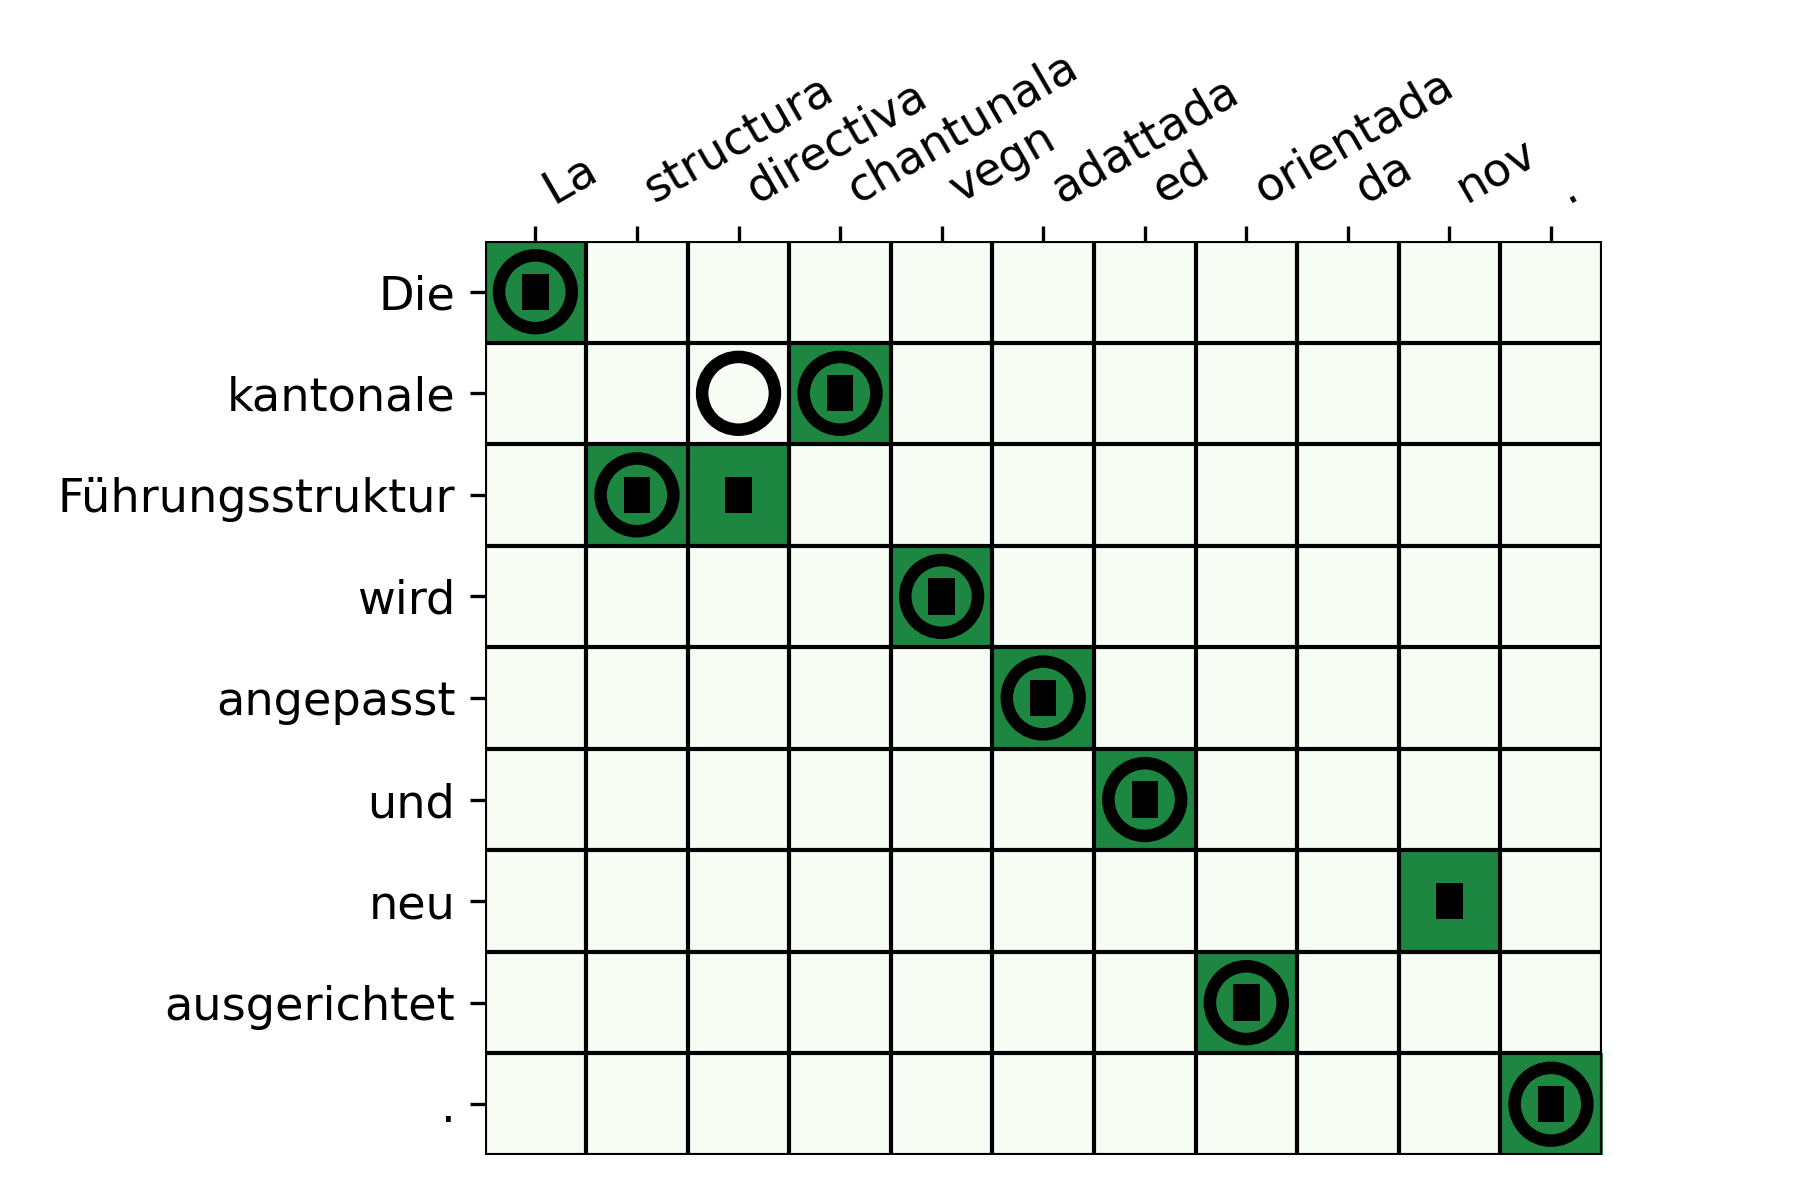 La
structura
directiva
chantunala
vegn
adattada
ed
orientada
da
nov
.
Die
kantonale
Führungsstruktur
wird
angepasst
und
neu
ausgerichtet
.